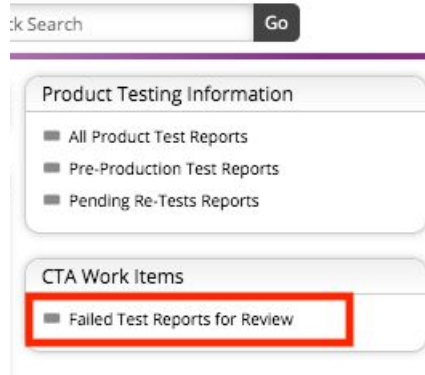 k Search
Go
Product Testing Information
All Product Test Reports
Pre-Production Test Reports
Pending Re-Tests Reports
CTA Work Items
Failed Test Reports for Review